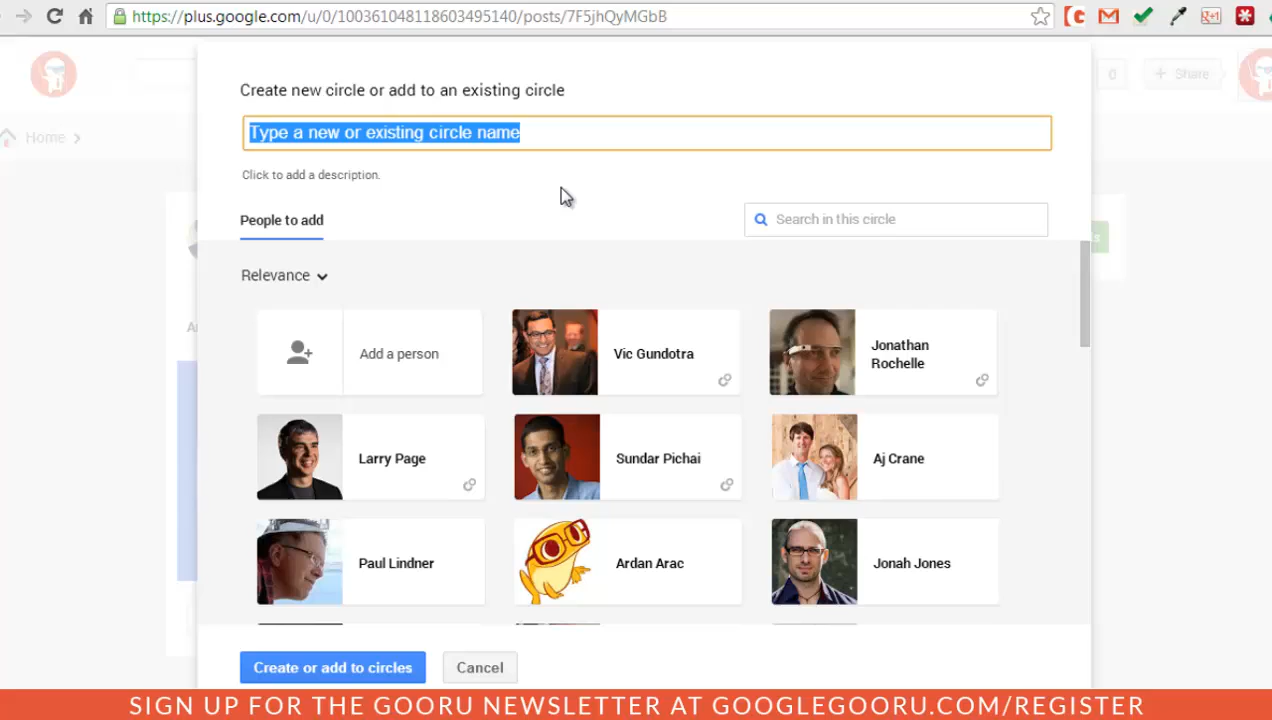 https://plus.google.com/u/0/100361048118603495140/posts/7F5jhQyMGbB
g+1
Create new circle or add to an existing circle
0
+ Share
Type a new or existing circle name
Home
Click to add a description.
People to add
Search in this circle
Relevance
Add a person
Vic Gundotra
Jonathan
Rochelle
Larry Page
Sundar Pichai
Aj Crane
Paul Lindner
Ardan Arac
Jonah Jones
Create or add to circles
Cancel
SIGN UP FOR THE GOORU NEWSLETTER AT GOOGLEGOORU.COM/REGISTER